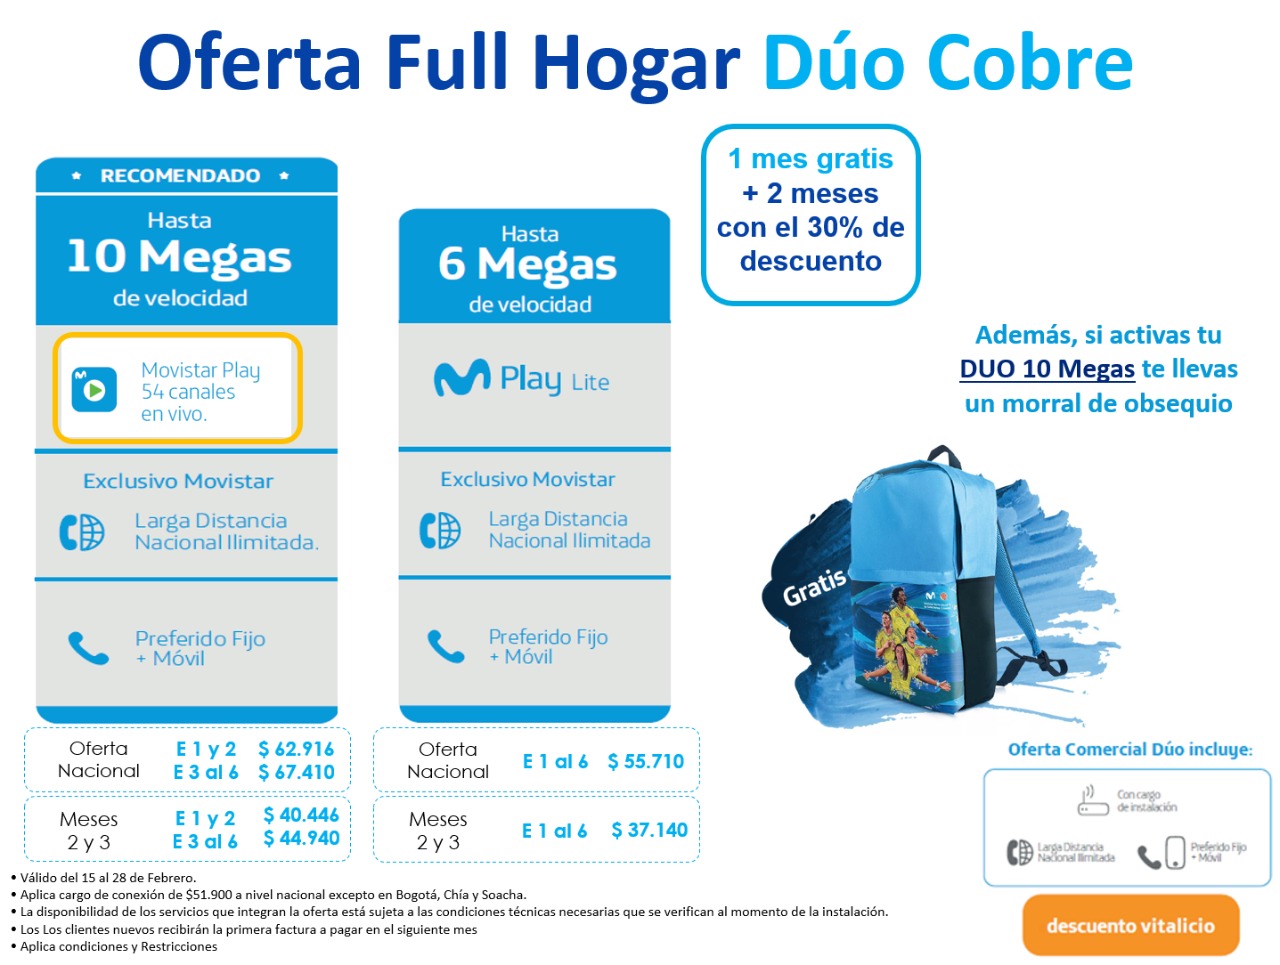 Oferta Full Hogar Dúo Cobre
RECOMENDADO
Hasta
10 Megas
de velocidad
Movistar Play
54 canales
en vivo.
Exclusivo Movistar
Larga Distancia
Nacional Ilimitada.
Preferido Fijo
+ Móvil
Oferta
Nacional
E 1 y 2 $ 62.916
E 3 al 6 $ 67.410
Meses
2 y 3
E 1 y 2 $ 40.446
E 3 al 6 $ 44.940
Hasta
6 Megas
de velocidad
Play Lite
Exclusivo Movistar
Larga Distancia
Nacional Ilimitada
Preferido Fijo
+ Móvil
Oferta
Nacional
E 1 al 6 $ 55.710
Meses
2 y 3
E 1 al 6 $ 37.140
1 mes gratis
+ 2 meses
con el 30% de
descuento
Además, si activas tu
DUO 10 Megas te llevas
un morral de obsequio
Gratis
Oferta Comercial Dúo incluye:
Con cargo
de instalación
Larga Distancia
Nacional Ilimitada
Preferido Fijo
+ Móvil
descuento vitalicio
• Válido del 15 al 28 de Febrero.
• Aplica cargo de conexión de $51.900 a nivel nacional excepto en Bogotá, Chía y Soacha.
• La disponibilidad de los servicios que integran la oferta está sujeta a las condiciones técnicas necesarias que se verifican al momento de la instalación.
• Los Los clientes nuevos recibirán la primera factura a pagar en el siguiente mes
• Aplica condiciones y Restricciones